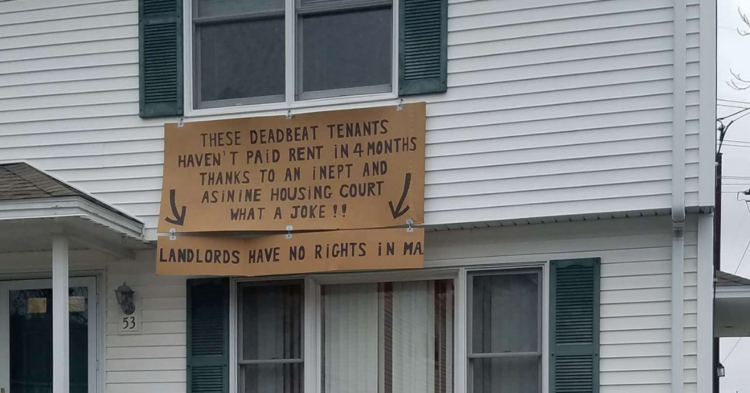 THESE DEADBEAT TENANTS
HAVEN'T PAID RENT IN 4 MONTHS
THANKS TO AN INEPT AND
ASININE HOUSING COURT
WHAT A JOKE !!
LANDLORDS HAVE NO RIGHTS IN MA
53